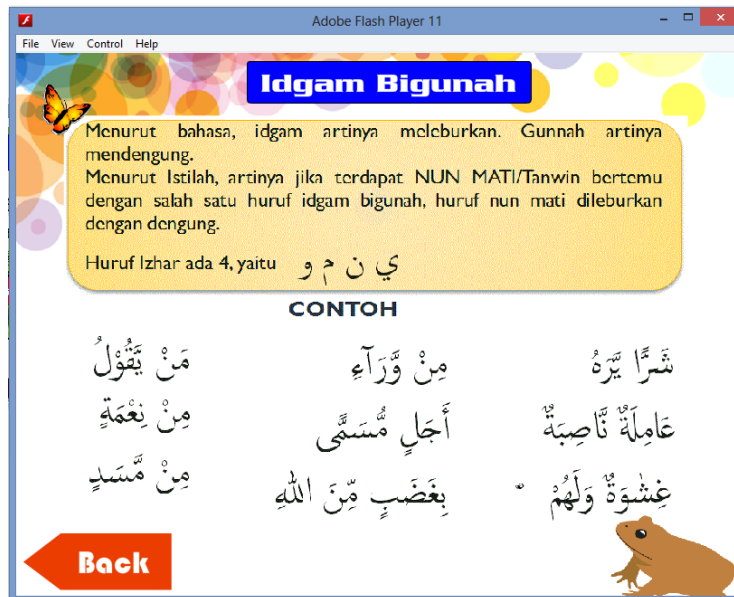 Adobe Flash Player 11
File View Control Help
Idgam Bigunah
Menurut bahasa, idgam artinya meleburkan. Gunnah artinya
mendengung.
Menurut Istilah, artinya jika terdapat NUN MATI/Tanwin bertemu
dengan salah satu huruf idgam bigunah, huruf nun mati dileburkan
dengan dengung.
Huruf Izhar ada 4, yaitu ي ن م و
CONTOH
شَرًّا يَّرَهُ مِنْ وَّرَآءِ مَنْ يَّقُوْلُ
عَامِلَةٌ نَّاصِبَةٌ أَجَلٍ مُّسَمًّى مِنْ نِعْمَةٍ
غِشٰوَةٌ وَلَهُمْ بِغَضَبٍ مِّنَ اللهِ مِنْ مَّسَدٍ
Back